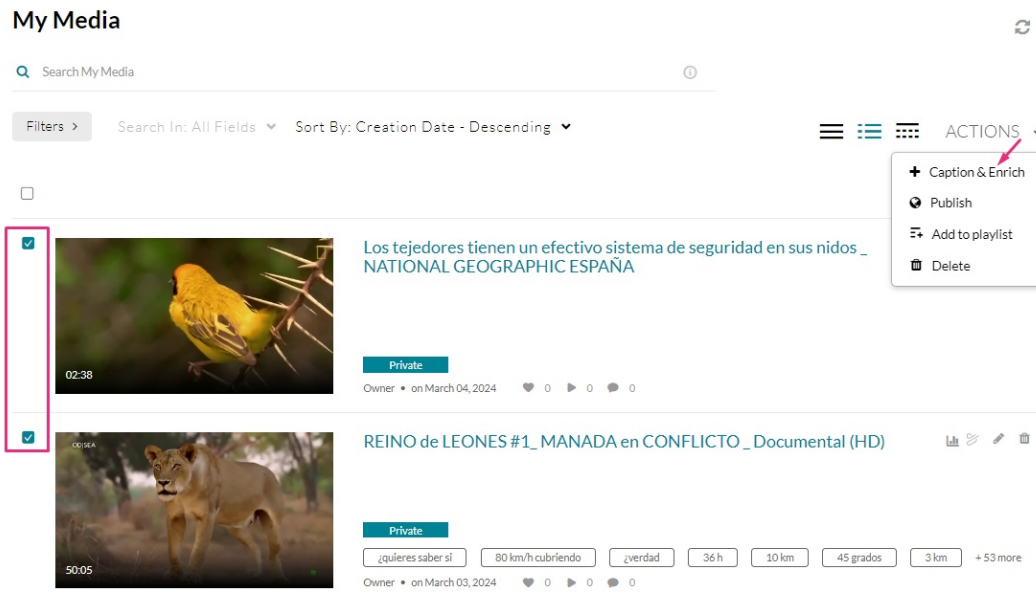 My Media
Search My Media
Filters >
Search In: All Fields
Sort By: Creation Date - Descending
ACTIONS
Caption & Enrich
Publish
Add to playlist
Delete
Los tejedores tienen un efectivo sistema de seguridad en sus nidos _
NATIONAL GEOGRAPHIC ESPAÑA
02:38
Private
Owner • on March 04, 2024 0 0 0
ODISEA
REINO de LEONES #1_ MANADA en CONFLICTO _ Documental (HD)
Private
¿quieres saber si 80 km/h cubriendo ¿verdad 36 h 10 km 45 grados 3 km + 53 more
50:05
Owner • on March 03, 2024 0 0 0